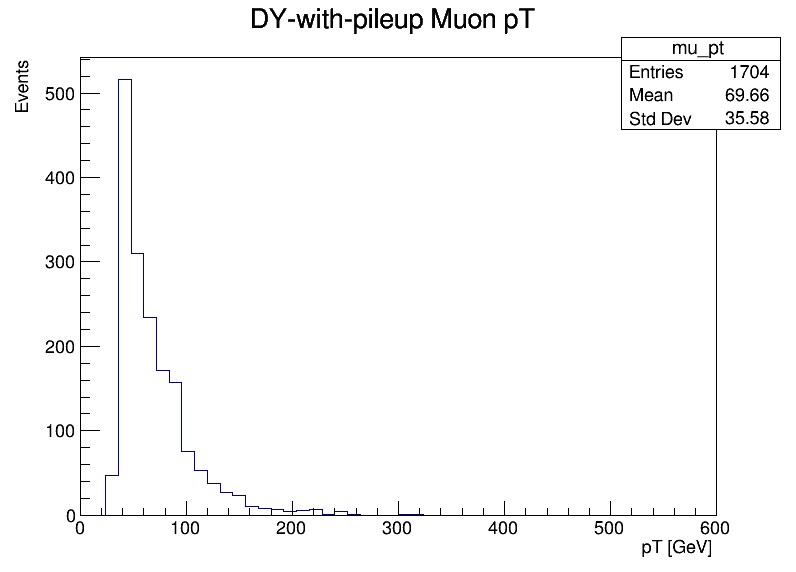 DY-with-pileup Muon pT
mu_pt
Entries 1704
Mean 69.66
Std Dev 35.58
Events
500
400
300
200
100
0
0 100 200 300 400 500 600
pT [GeV]